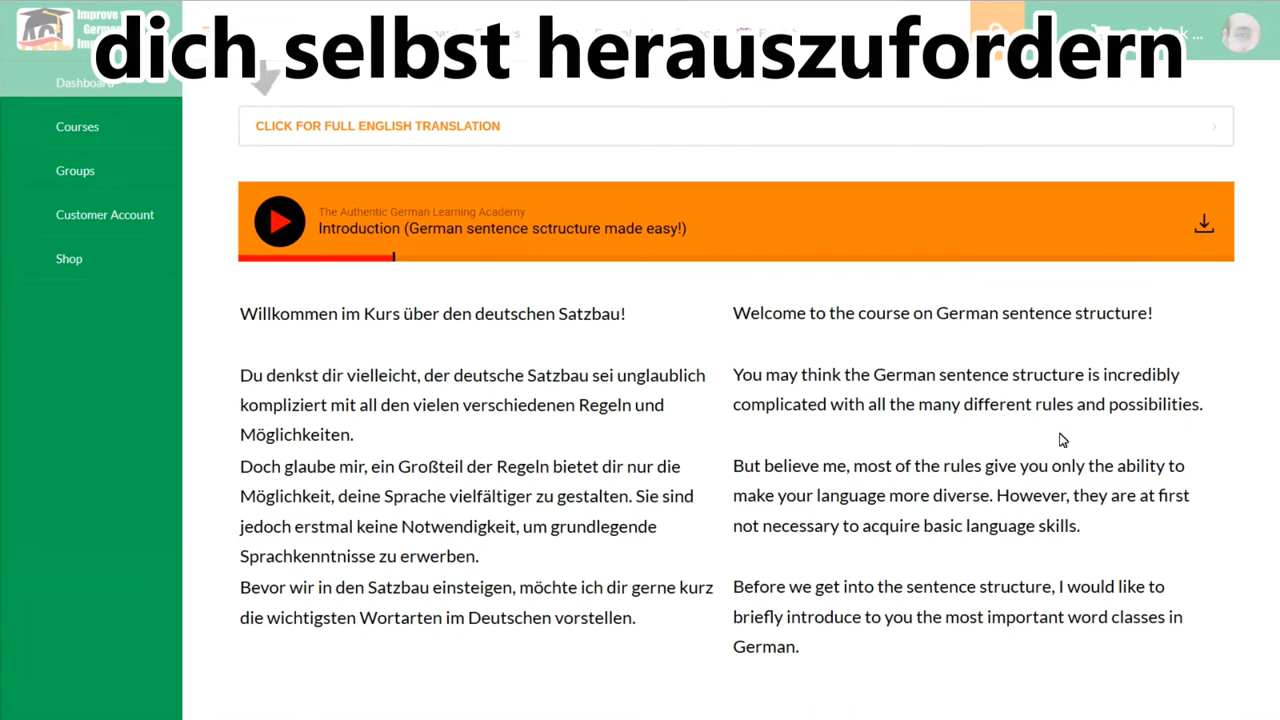 dich selbst herauszufordern
Improve
German
Dashboard
Courses
Groups
Customer Account
Shop
CLICK FOR FULL ENGLISH TRANSLATION
The Authentic German Learning Academy
Introduction (German sentence sctructure made easy!)
Willkommen im Kurs über den deutschen Satzbau!
Du denkst dir vielleicht, der deutsche Satzbau sei unglaublich
kompliziert mit all den vielen verschiedenen Regeln und
Möglichkeiten.
Doch glaube mir, ein Großteil der Regeln bietet dir nur die
Möglichkeit, deine Sprache vielfältiger zu gestalten. Sie sind
jedoch erstmal keine Notwendigkeit, um grundlegende
Sprachkenntnisse zu erwerben.
Bevor wir in den Satzbau einsteigen, möchte ich dir gerne kurz
die wichtigsten Wortarten im Deutschen vorstellen.
Welcome to the course on German sentence structure!
You may think the German sentence structure is incredibly
complicated with all the many different rules and possibilities.
But believe me, most of the rules give you only the ability to
make your language more diverse. However, they are at first
not necessary to acquire basic language skills.
Before we get into the sentence structure, I would like to
briefly introduce to you the most important word classes in
German.